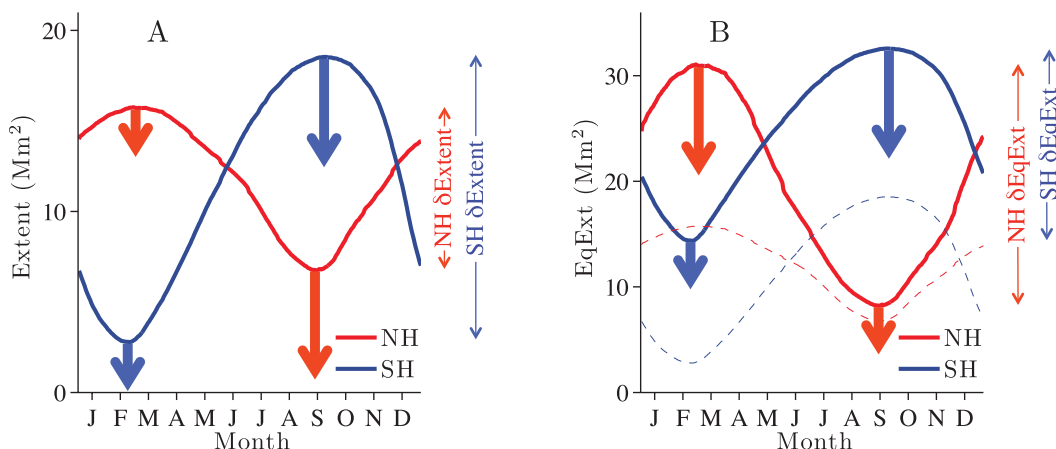 A
20
10
0
Extent (Mm²)
J F M A M J J A S O N D
Month
NH
SH
NH δExtent
SH δExtent
B
30
20
10
0
EqExt (Mm²)
J F M A M J J A S O N D
Month
NH
SH
NH δEqExt
SH δEqExt